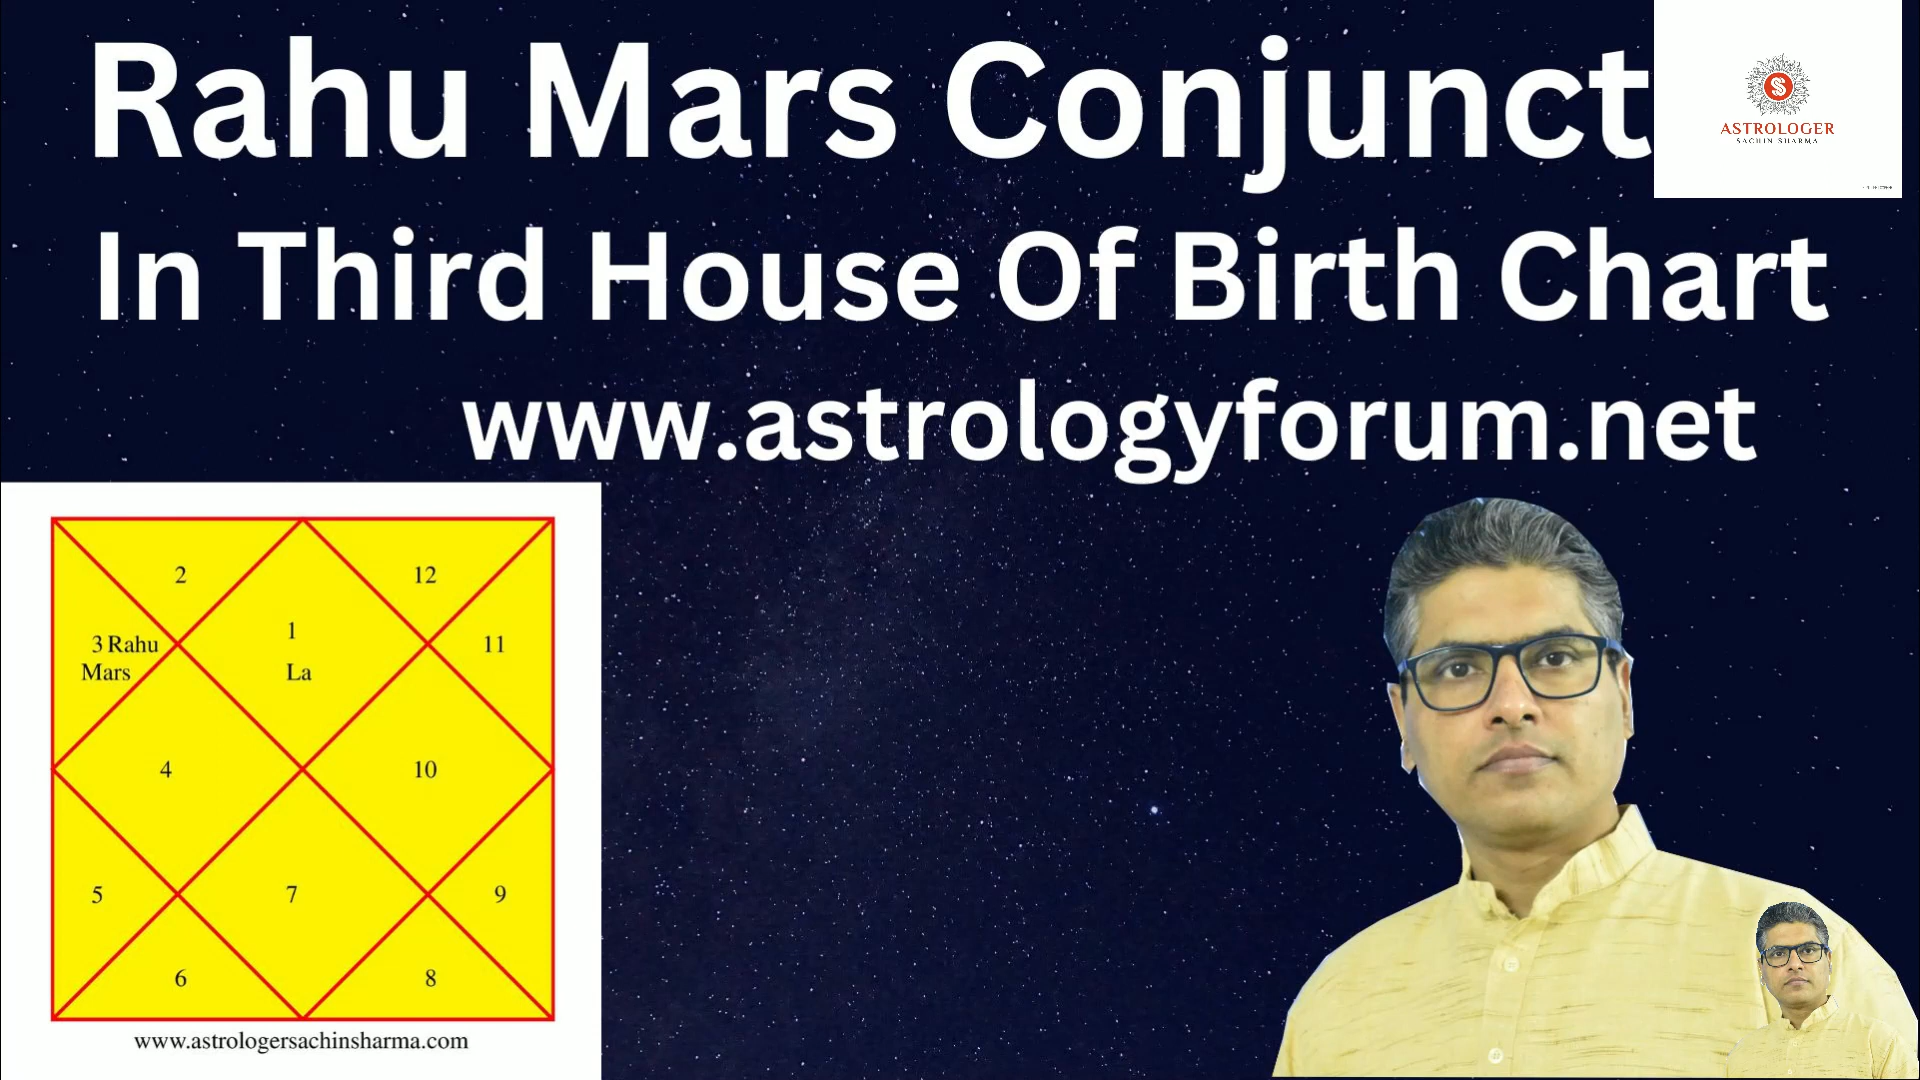 Rahu Mars Conjunct
ASTROLOGER
SACHIN SHARMA
In Third House Of Birth Chart
www.astrologyforum.net
2
12
1
3 Rahu
Mars
11
La
4
10
5
7
9
6
8
www.astrologersachinsharma.com